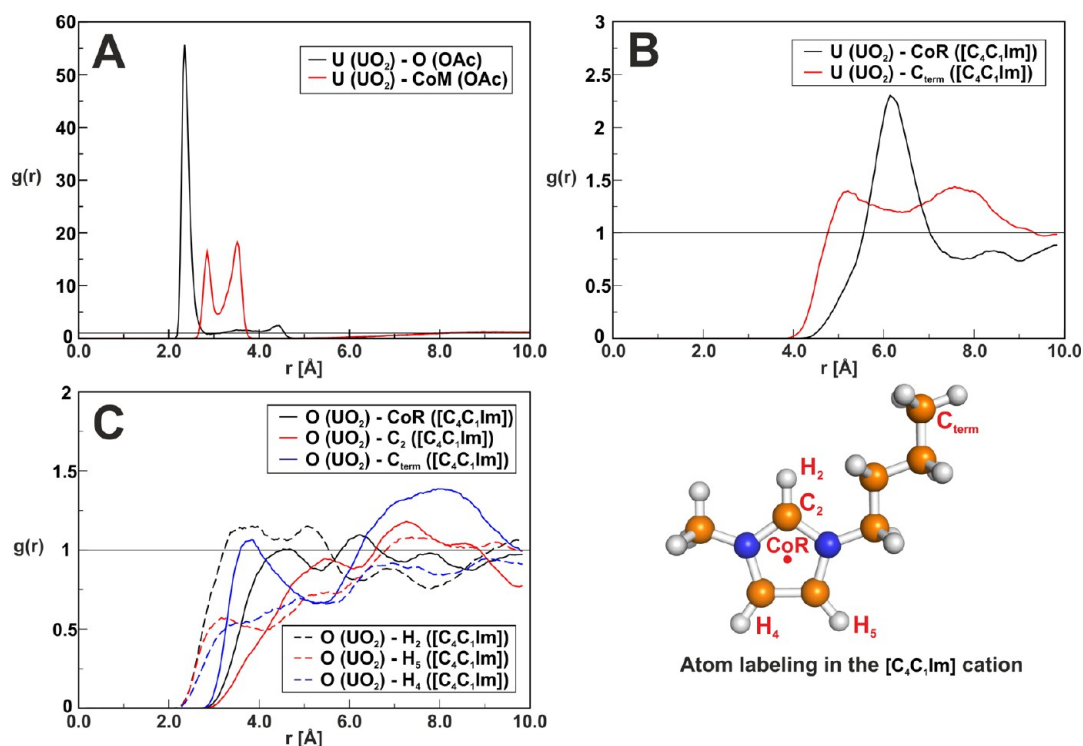 A
60
50
40
30
20
10
0
g(r)
U (UO₂) - O (OAc)
U (UO₂) - CoM (OAc)
0.0 2.0 4.0 6.0 8.0 10.0
r [Å]
B
3
2.5
2
1.5
1
0.5
0
g(r)
U (UO₂) - CoR ([C₄C₁Im])
U (UO₂) - Cterm ([C₄C₁Im])
0.0 2.0 4.0 6.0 8.0 10.0
r [Å]
C
2
1.5
1
0.5
0
g(r)
O (UO₂) - CoR ([C₄C₁Im])
O (UO₂) - C₂ ([C₄C₁Im])
O (UO₂) - Cterm ([C₄C₁Im])
O (UO₂) - H₂ ([C₄C₁Im])
O (UO₂) - H₅ ([C₄C₁Im])
O (UO₂) - H₄ ([C₄C₁Im])
0.0 2.0 4.0 6.0 8.0 10.0
r [Å]
Cterm
H₂
C₂
CoR
H₄
H₅
Atom labeling in the [C₄C₁Im] cation